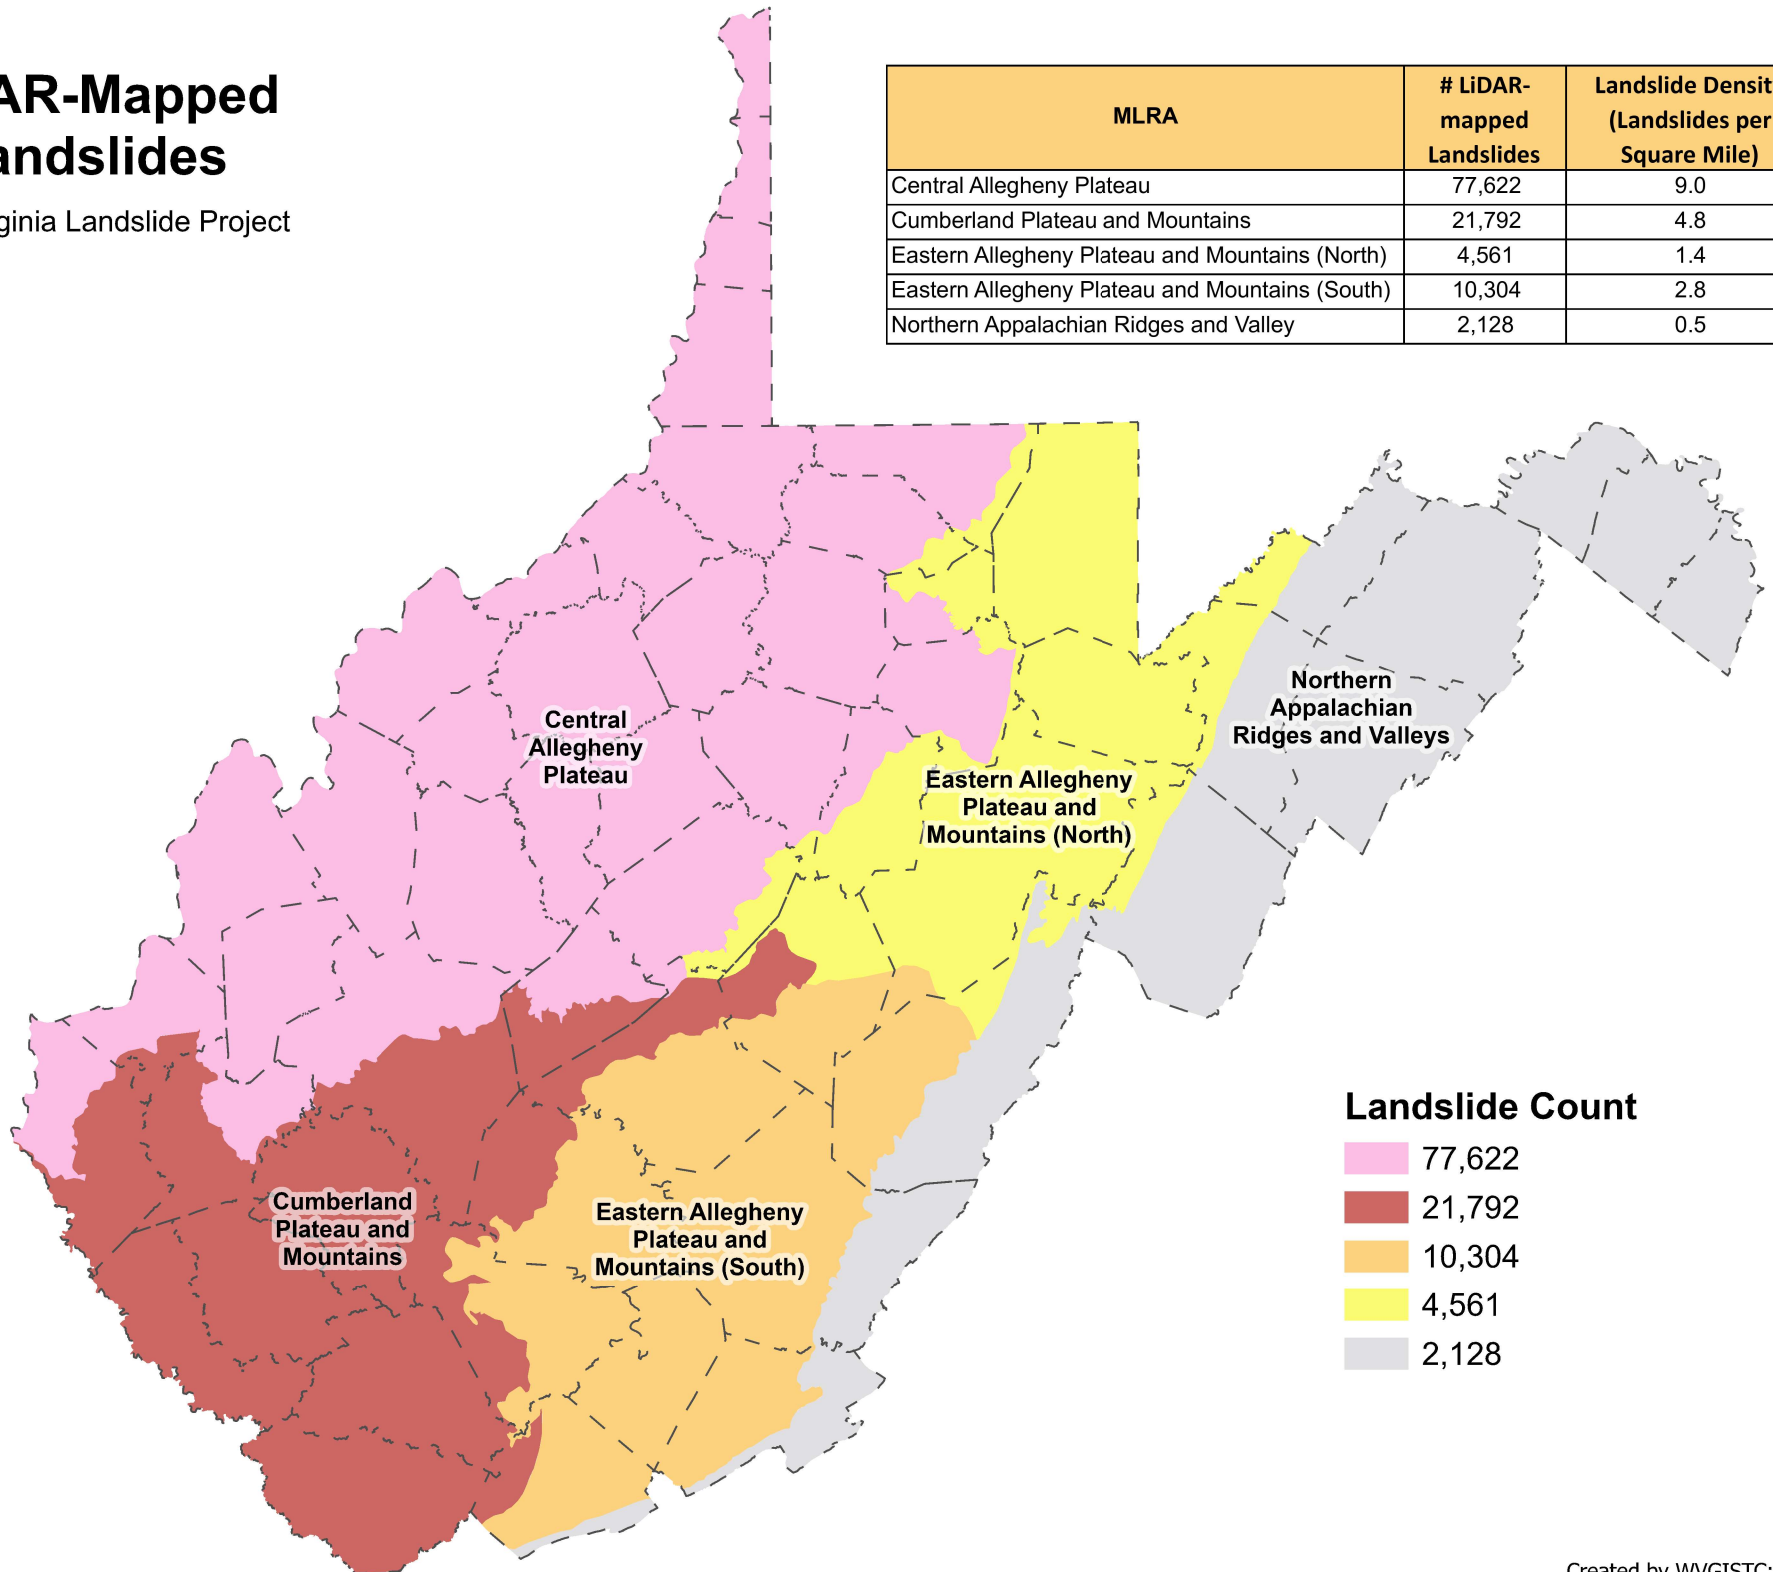 AR-Mapped
andslides
ginia Landslide Project
MLRA
# LiDAR-
mapped
Landslides
Landslide Densit
(Landslides per
Square Mile)
Central Allegheny Plateau 77,622 9.0
Cumberland Plateau and Mountains 21,792 4.8
Eastern Allegheny Plateau and Mountains (North) 4,561 1.4
Eastern Allegheny Plateau and Mountains (South) 10,304 2.8
Northern Appalachian Ridges and Valley 2,128 0.5
Northern
Appalachian
Ridges and Valleys
Central
Allegheny
Plateau
Eastern Allegheny
Plateau and
Mountains (North)
Cumberland
Plateau and
Mountains
Eastern Allegheny
Plateau and
Mountains (South)
Landslide Count
77,622
21,792
10,304
4,561
2,128
Created by WVGISTC: